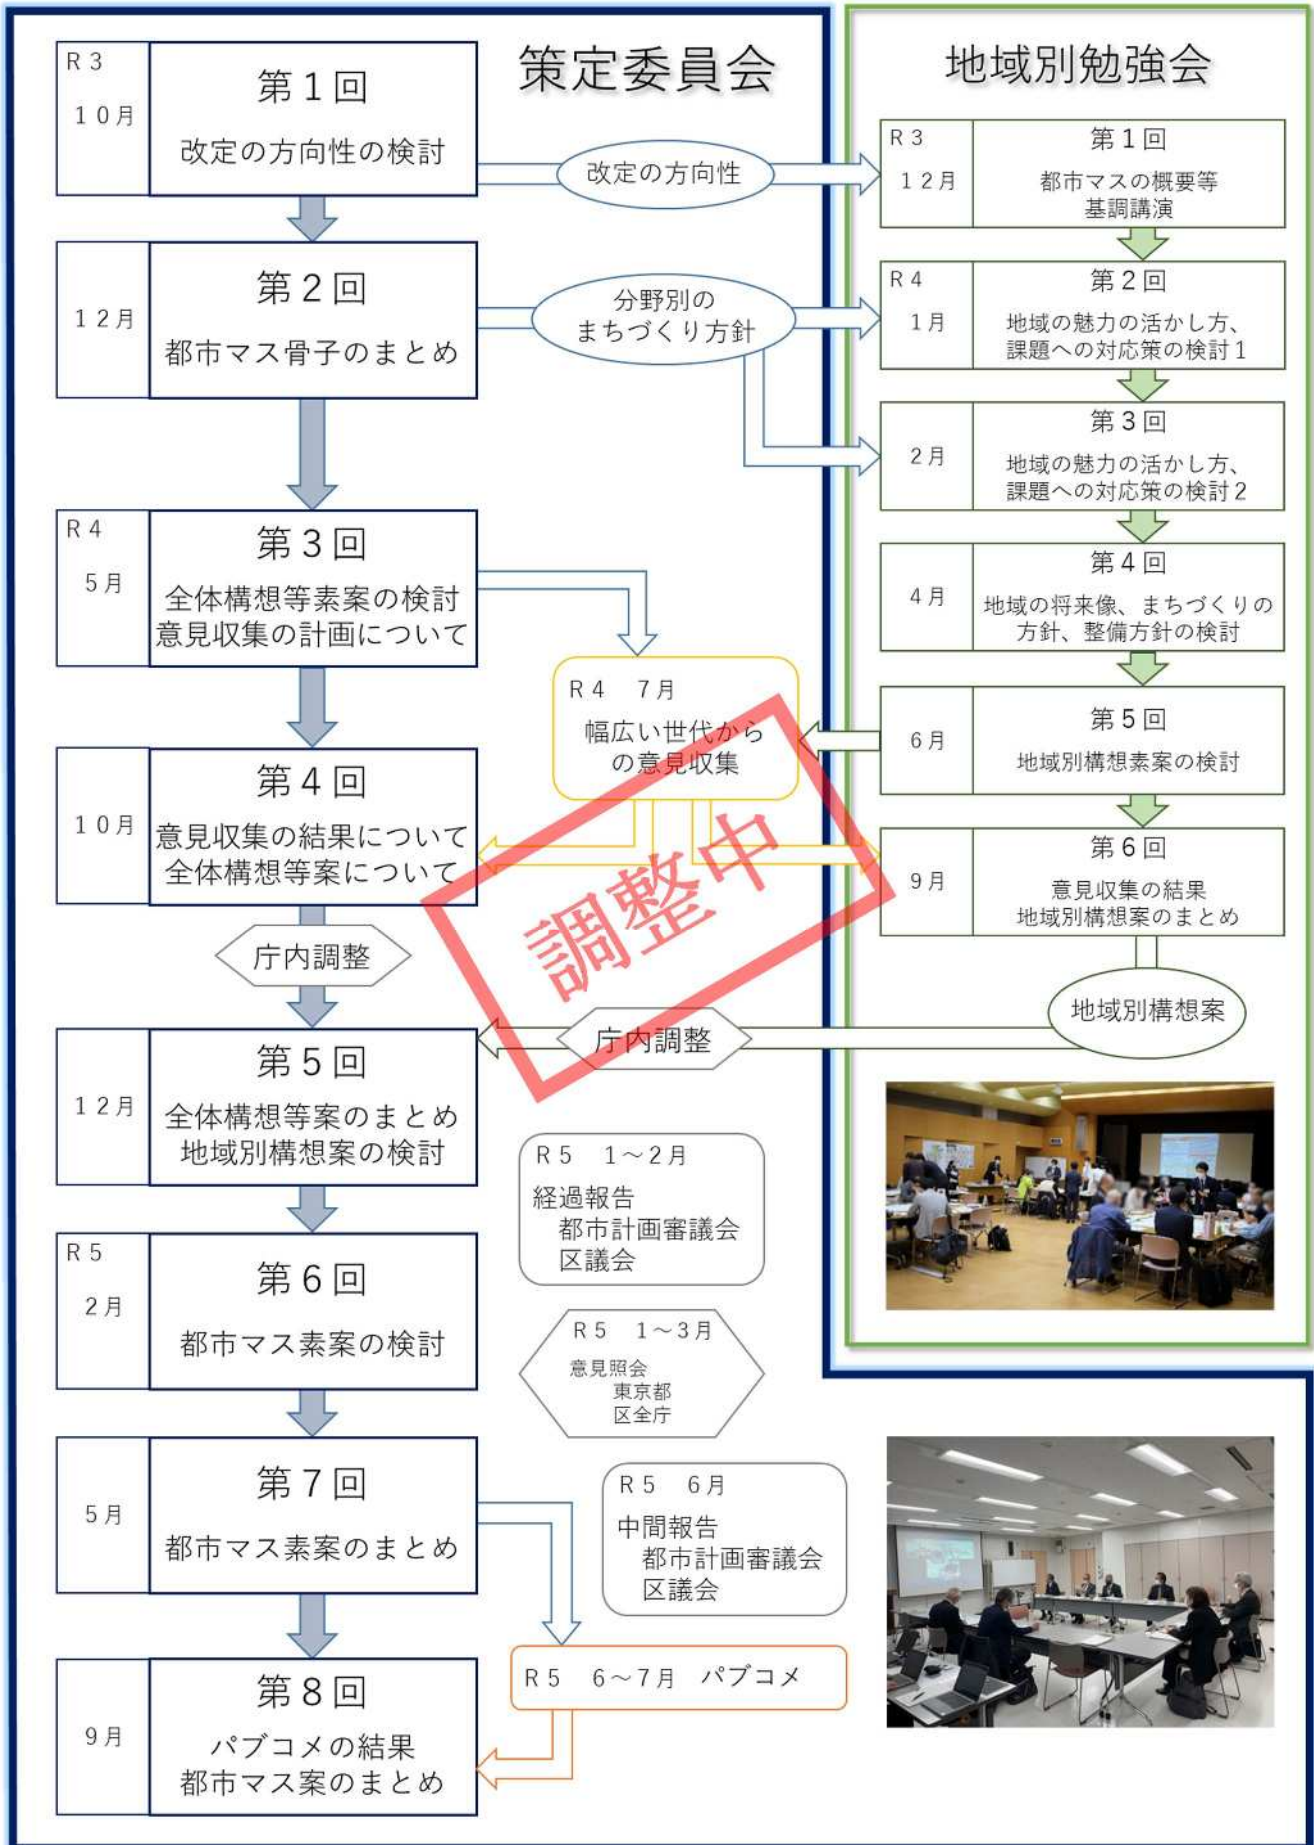 策定委員会
R3
10月
第1回
改定の方向性の検討
改定の方向性
12月
第2回
都市マス骨子のまとめ
分野別の
まちづくり方針
R4
5月
第3回
全体構想等素案の検討
意見収集の計画について
R4 7月
幅広い世代から
の意見収集
10月
第4回
意見収集の結果について
全体構想等案について
庁内調整
調整中
庁内調整
12月
第5回
全体構想等案のまとめ
地域別構想案の検討
R5 1～2月
経過報告
都市計画審議会
区議会
R5
2月
第6回
都市マス素案の検討
R5 1～3月
意見照会
東京都
区全庁
5月
第7回
都市マス素案のまとめ
R5 6月
中間報告
都市計画審議会
区議会
R5 6～7月 パブコメ
9月
第8回
パブコメの結果
都市マス案のまとめ
地域別勉強会
R3
12月
第1回
都市マスの概要等
基調講演
R4
1月
第2回
地域の魅力の活かし方、
課題への対応策の検討1
2月
第3回
地域の魅力の活かし方、
課題への対応策の検討2
4月
第4回
地域の将来像、まちづくりの
方針、整備方針の検討
6月
第5回
地域別構想素案の検討
9月
第6回
意見収集の結果
地域別構想案のまとめ
地域別構想案